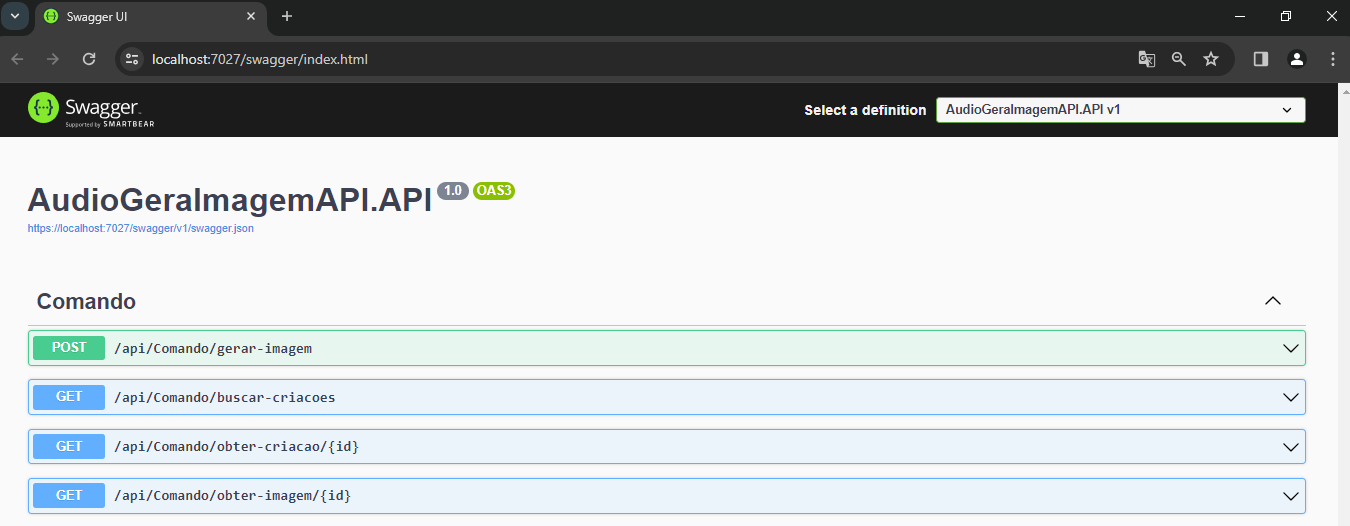 Swagger UI
localhost:7027/swagger/index.html
Swagger
Supported by SMARTBEAR
Select a definition
AudioGeraImagemAPI.API v1
AudioGeraImagemAPI.API 1.0 OAS3
https://localhost:7027/swagger/v1/swagger.json
Comando
POST /api/Comando/gerar-imagem
GET /api/Comando/buscar-criacoes
GET /api/Comando/obter-criacao/{id}
GET /api/Comando/obter-imagem/{id}